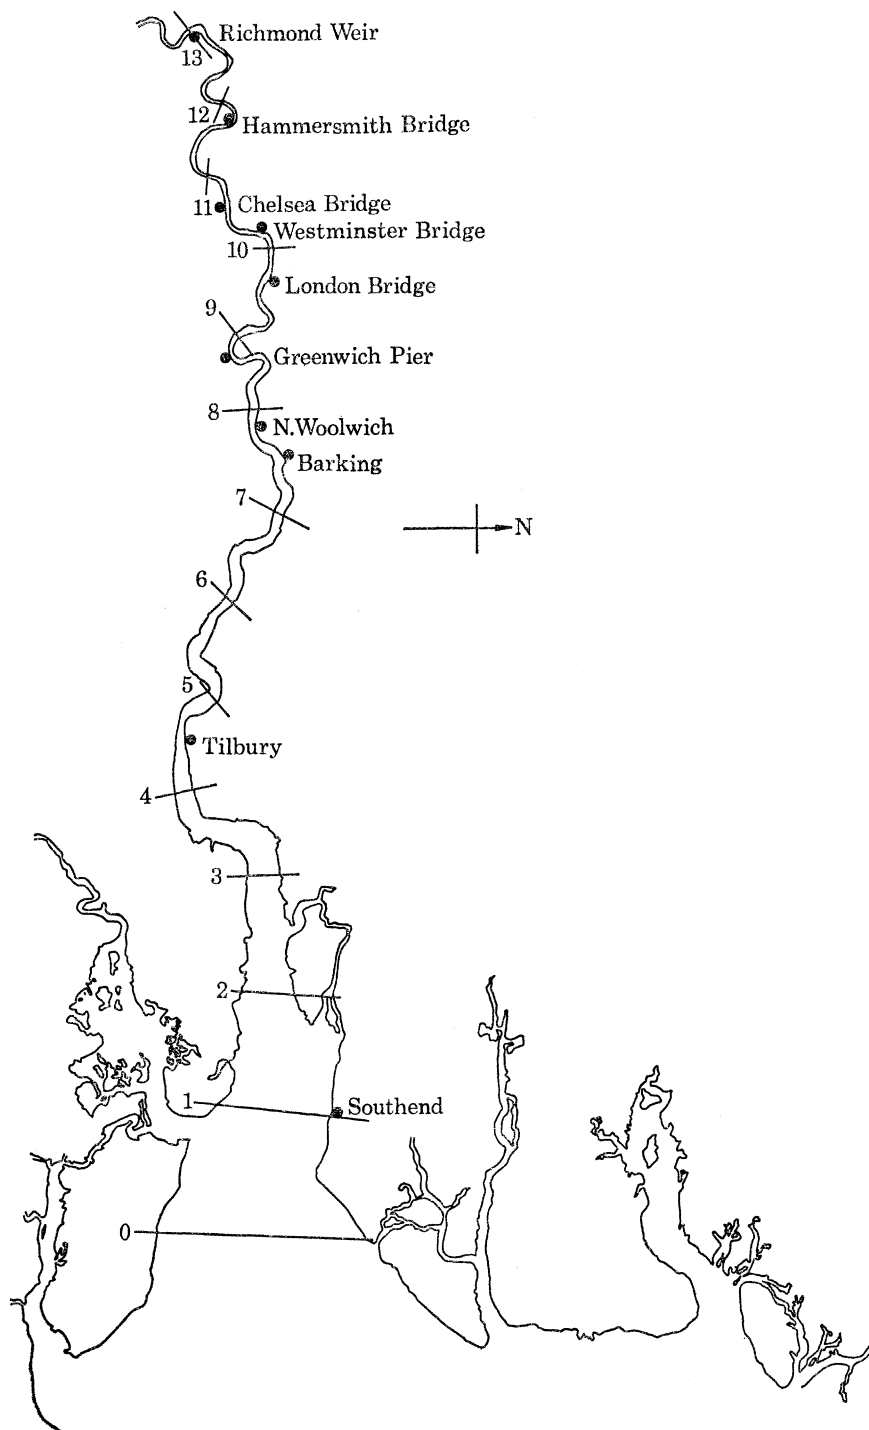 Richmond Weir
13
12
Hammersmith Bridge
11
Chelsea Bridge
Westminster Bridge
10
London Bridge
9
Greenwich Pier
8
N.Woolwich
Barking
7
N
6
5
Tilbury
4
3
2
1
Southend
0